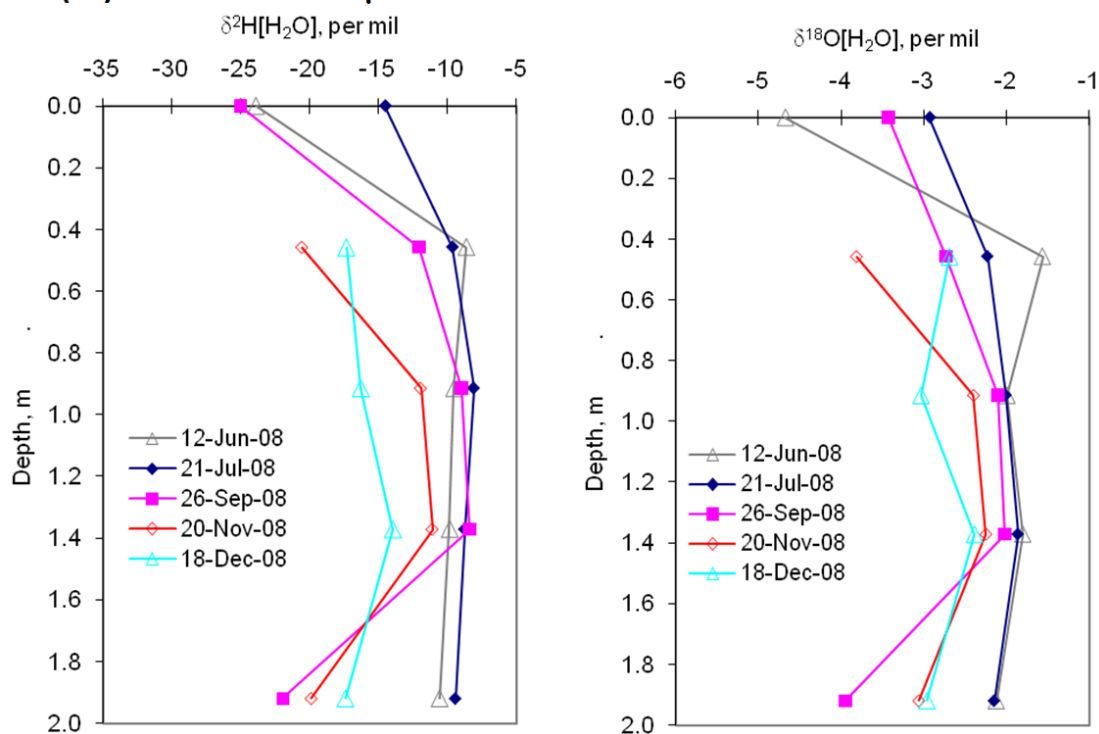 δ²H[H₂O], per mil
-35 -30 -25 -20 -15 -10 -5
0.0
0.2
0.4
0.6
0.8
1.0
1.2
1.4
1.6
1.8
2.0
Depth, m
12-Jun-08
21-Jul-08
26-Sep-08
20-Nov-08
18-Dec-08
δ¹⁸O[H₂O], per mil
-6 -5 -4 -3 -2 -1
0.0
0.2
0.4
0.6
0.8
1.0
1.2
1.4
1.6
1.8
2.0
Depth, m
12-Jun-08
21-Jul-08
26-Sep-08
20-Nov-08
18-Dec-08